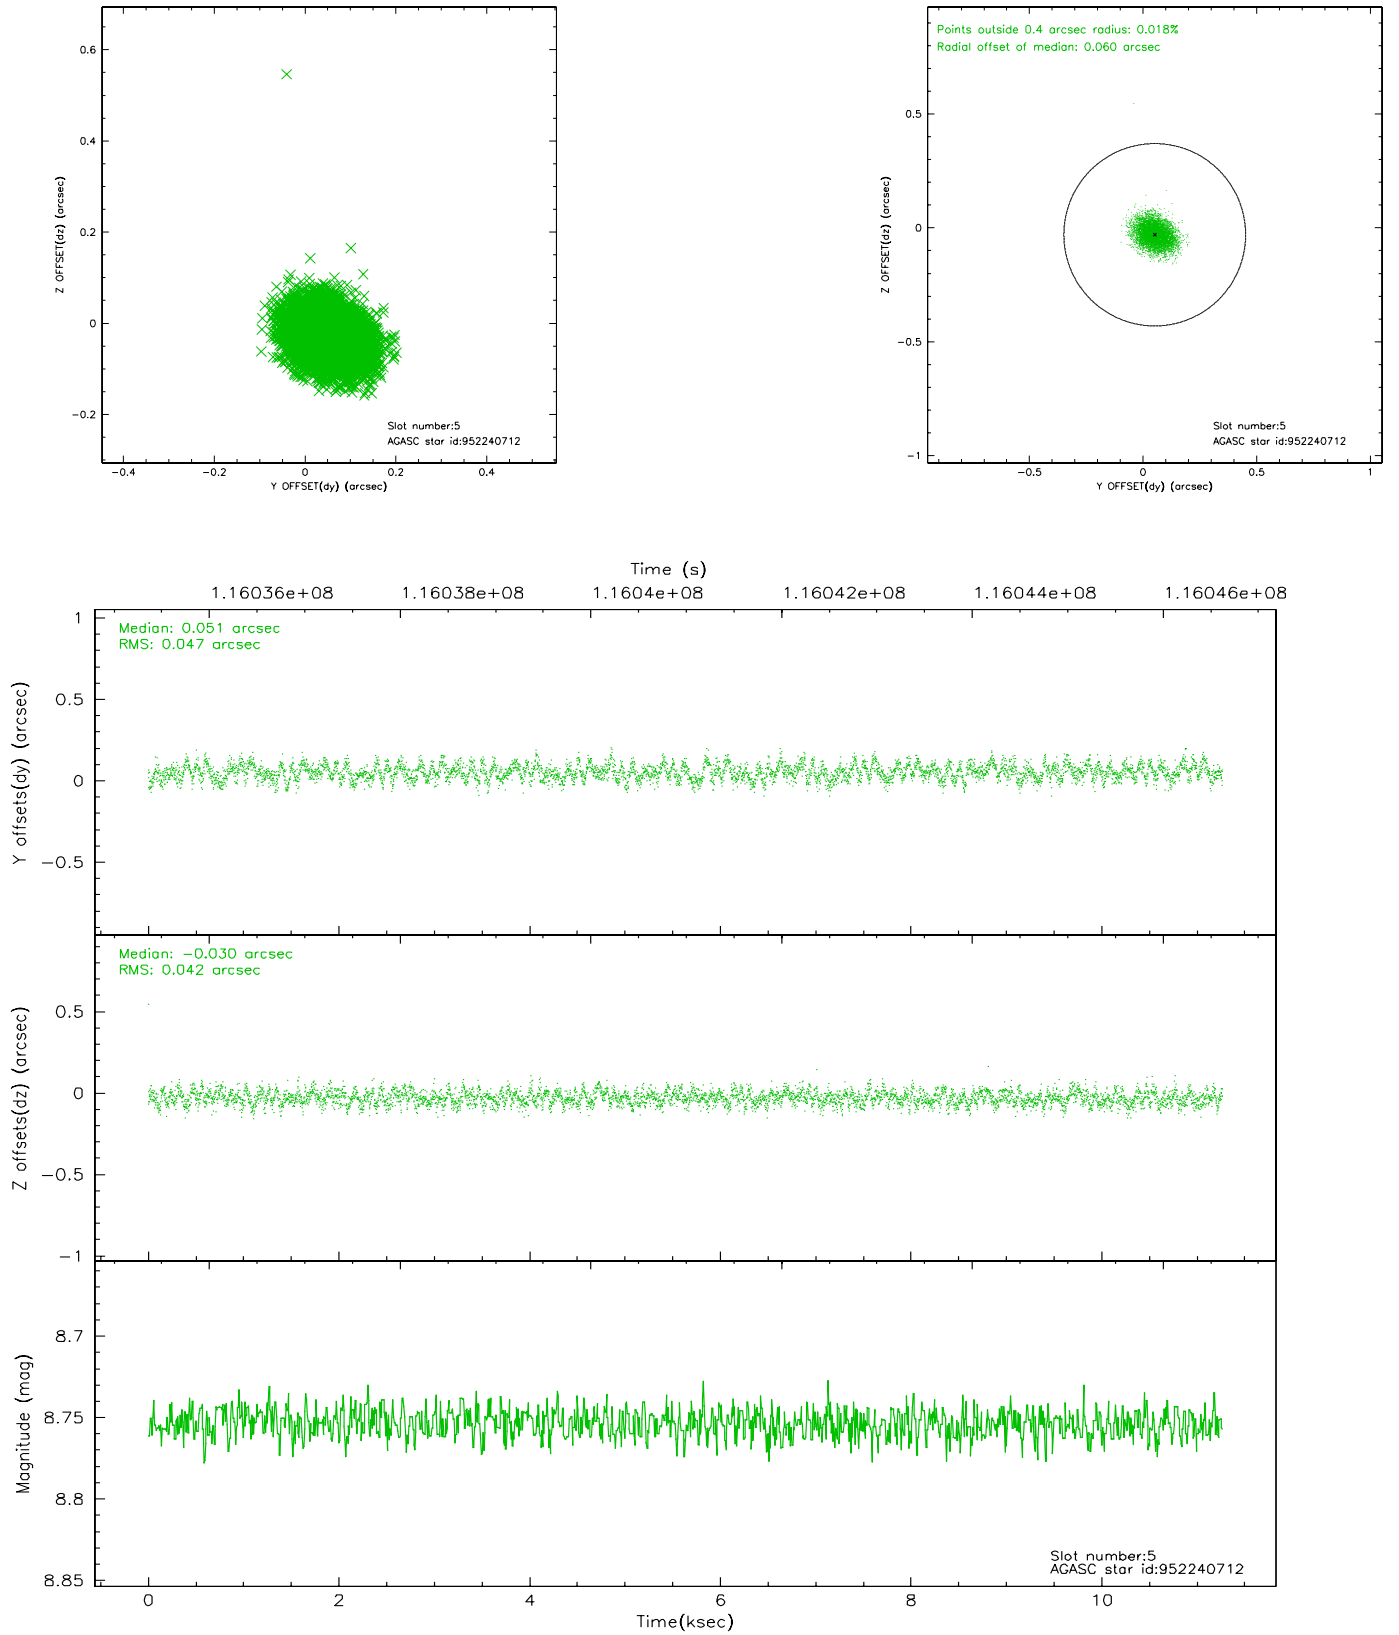 0.6
0.4
0.2
0
−0.2
Z OFFSET(dz) (arcsec)
Slot number:5
AGASC star id:952240712
−0.4
−0.2
0
0.2
0.4
Y OFFSET(dy) (arcsec)
Points outside 0.4 arcsec radius: 0.018%
Radial offset of median: 0.060 arcsec
0.5
0
−0.5
−1
Z OFFSET(dz) (arcsec)
Slot number:5
AGASC star id:952240712
−0.5
0
0.5
1
Y OFFSET(dy) (arcsec)
Time (s)
1.16036e+08
1.16038e+08
1.1604e+08
1.16042e+08
1.16044e+08
1.16046e+08
Median: 0.051 arcsec
RMS: 0.047 arcsec
1
0.5
0
−0.5
Y offsets(dy) (arcsec)
Median: −0.030 arcsec
RMS: 0.042 arcsec
0.5
0
−0.5
−1
Z offsets(dz) (arcsec)
8.7
8.75
8.8
8.85
Magnitude (mag)
Slot number:5
AGASC star id:952240712
0
2
4
6
8
10
Time(ksec)